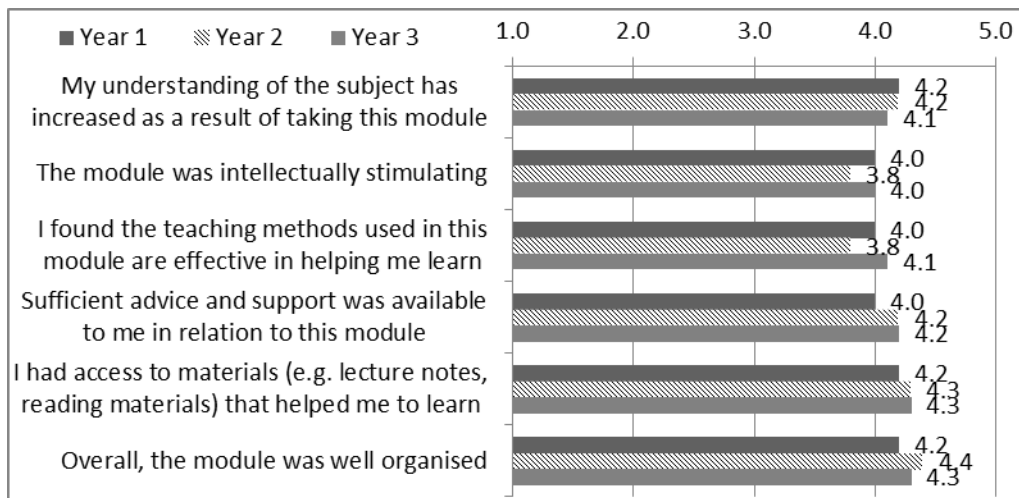 Year 1 Year 2 Year 3
1.0 2.0 3.0 4.0 5.0
My understanding of the subject has
increased as a result of taking this module
4.2
4.2
4.1
The module was intellectually stimulating
4.0
3.8
4.0
I found the teaching methods used in this
module are effective in helping me learn
4.0
3.8
4.1
Sufficient advice and support was available
to me in relation to this module
4.0
4.2
4.2
I had access to materials (e.g. lecture notes,
reading materials) that helped me to learn
4.2
4.3
4.3
Overall, the module was well organised
4.2
4.4
4.3